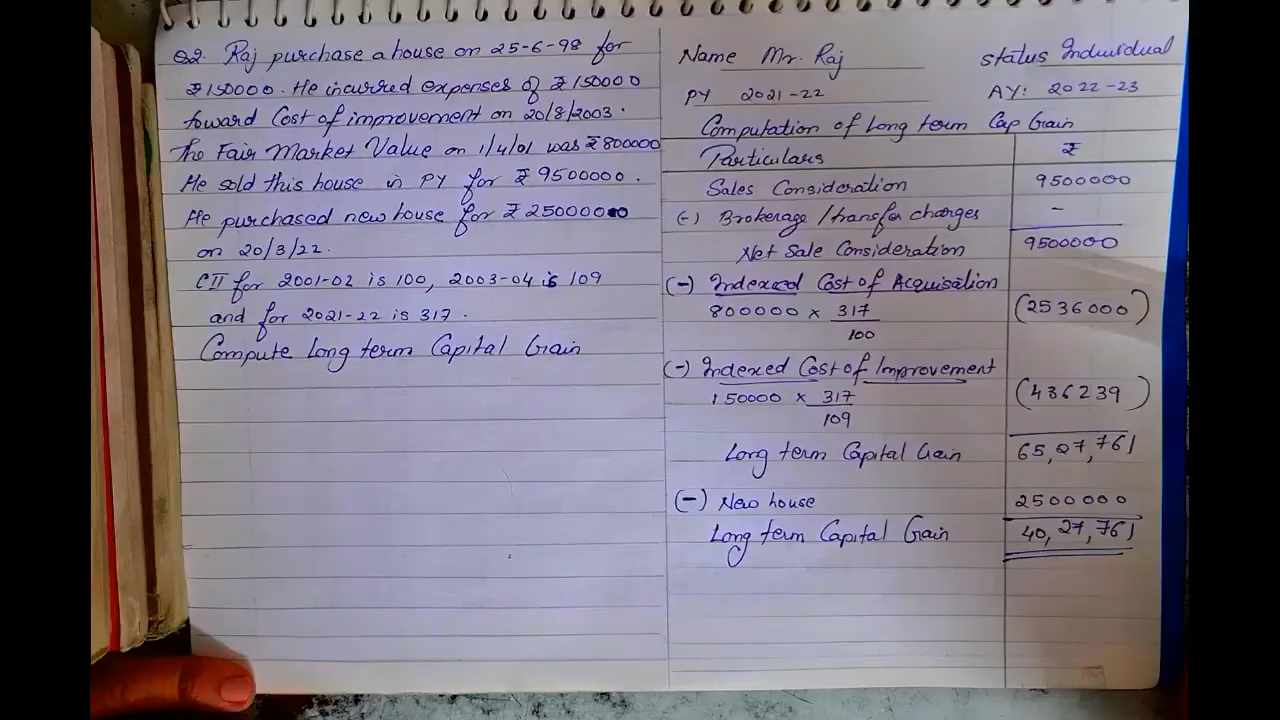 Q2. Raj purchase a house on 25-6-98 for
₹150000. He incurred expenses of ₹150000
toward Cost of improvement on 20/8/2003.
The Fair Market Value on 1/4/01 was ₹800000
He sold this house in PY for ₹9500000.
He purchased new house for ₹2500000
on 20/3/22.
CII for 2001-02 is 100, 2003-04 is 109
and for 2021-22 is 317.
Compute Long term Capital Gain
Name Mr. Raj status Individual
PY 2021-22 AY: 2022-23
Computation of Long term Cap Gain
Particulars ₹
Sales Consideration 9500000
(-) Brokerage/transfer charges -
Net Sale Consideration 9500000
(-) Indexed Cost of Acquisation
800000 × 317/100 (2536000)
(-) Indexed Cost of Improvement
150000 × 317/109 (436239)
Long term Capital Gain 65,27,761
(-) New house 2500000
Long term Capital Gain 40,27,761